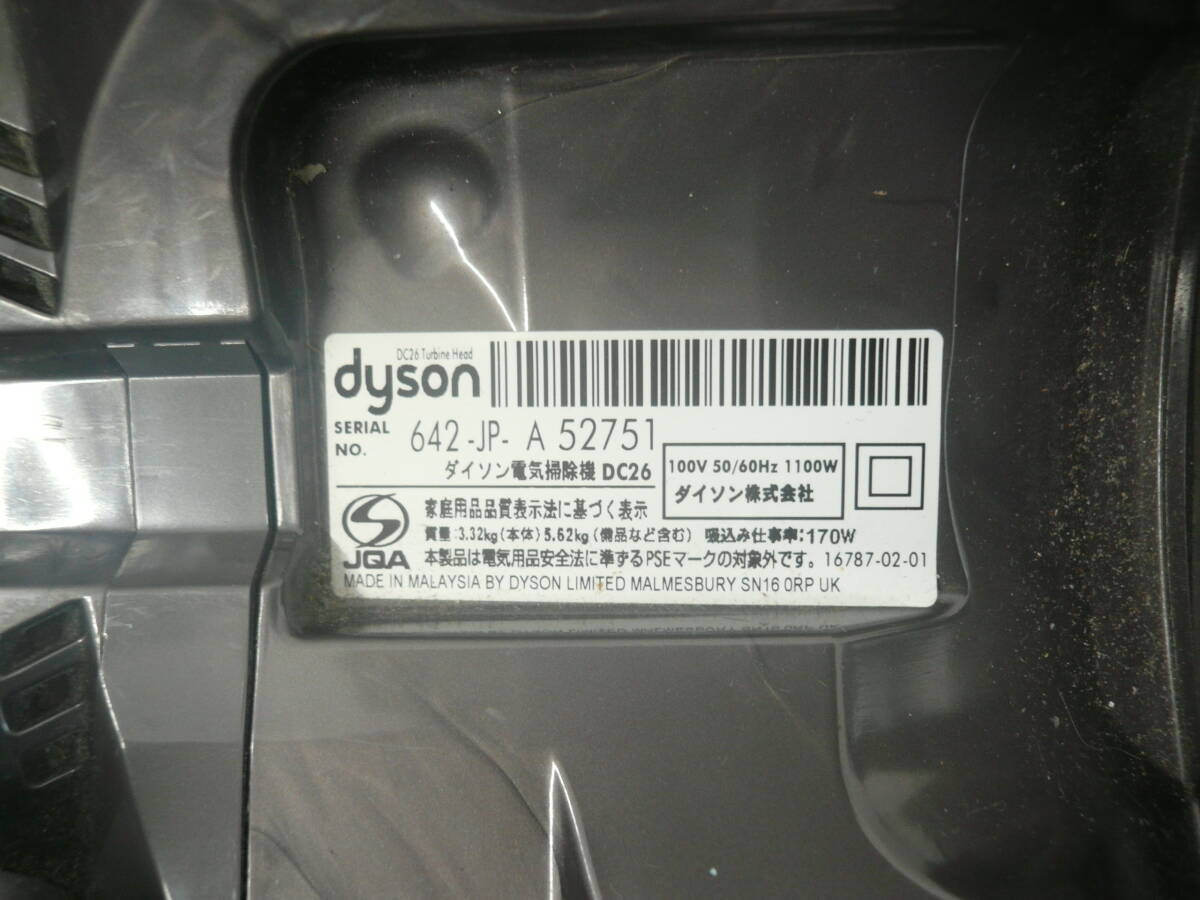 DC26 Turbine Head
dyson
SERIAL NO. 642-JP- A 52751
ダイソン電気掃除機 DC26
100V 50/60Hz 1100W
ダイソン株式会社
JQA
家庭用品品質表示法に基づく表示
質量:3.32kg(本体) 5.62kg (備品など含む) 吸込み仕事率:170W
本製品は電気用品安全法に準ずるPSEマークの対象外です。 16787-02-01
MADE IN MALAYSIA BY DYSON LIMITED MALMESBURY SN16 0RP UK